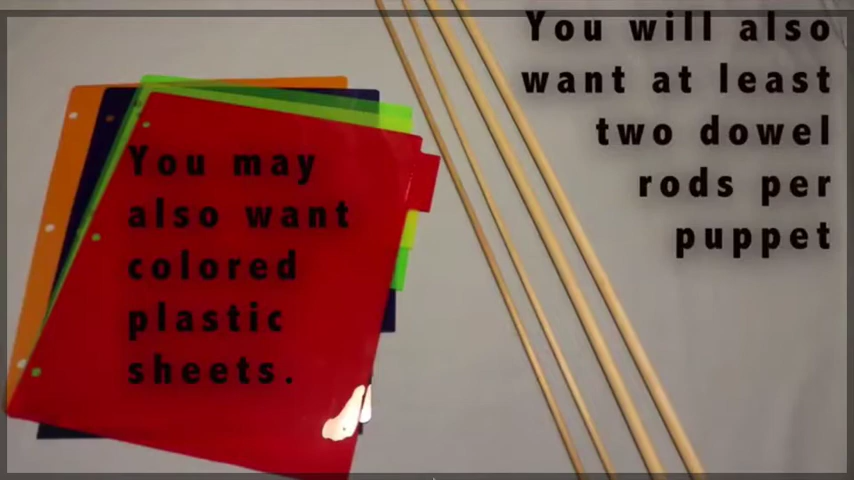 You may
also want
colored
plastic
sheets.
You will also
want at least
two dowel
rods per
puppet